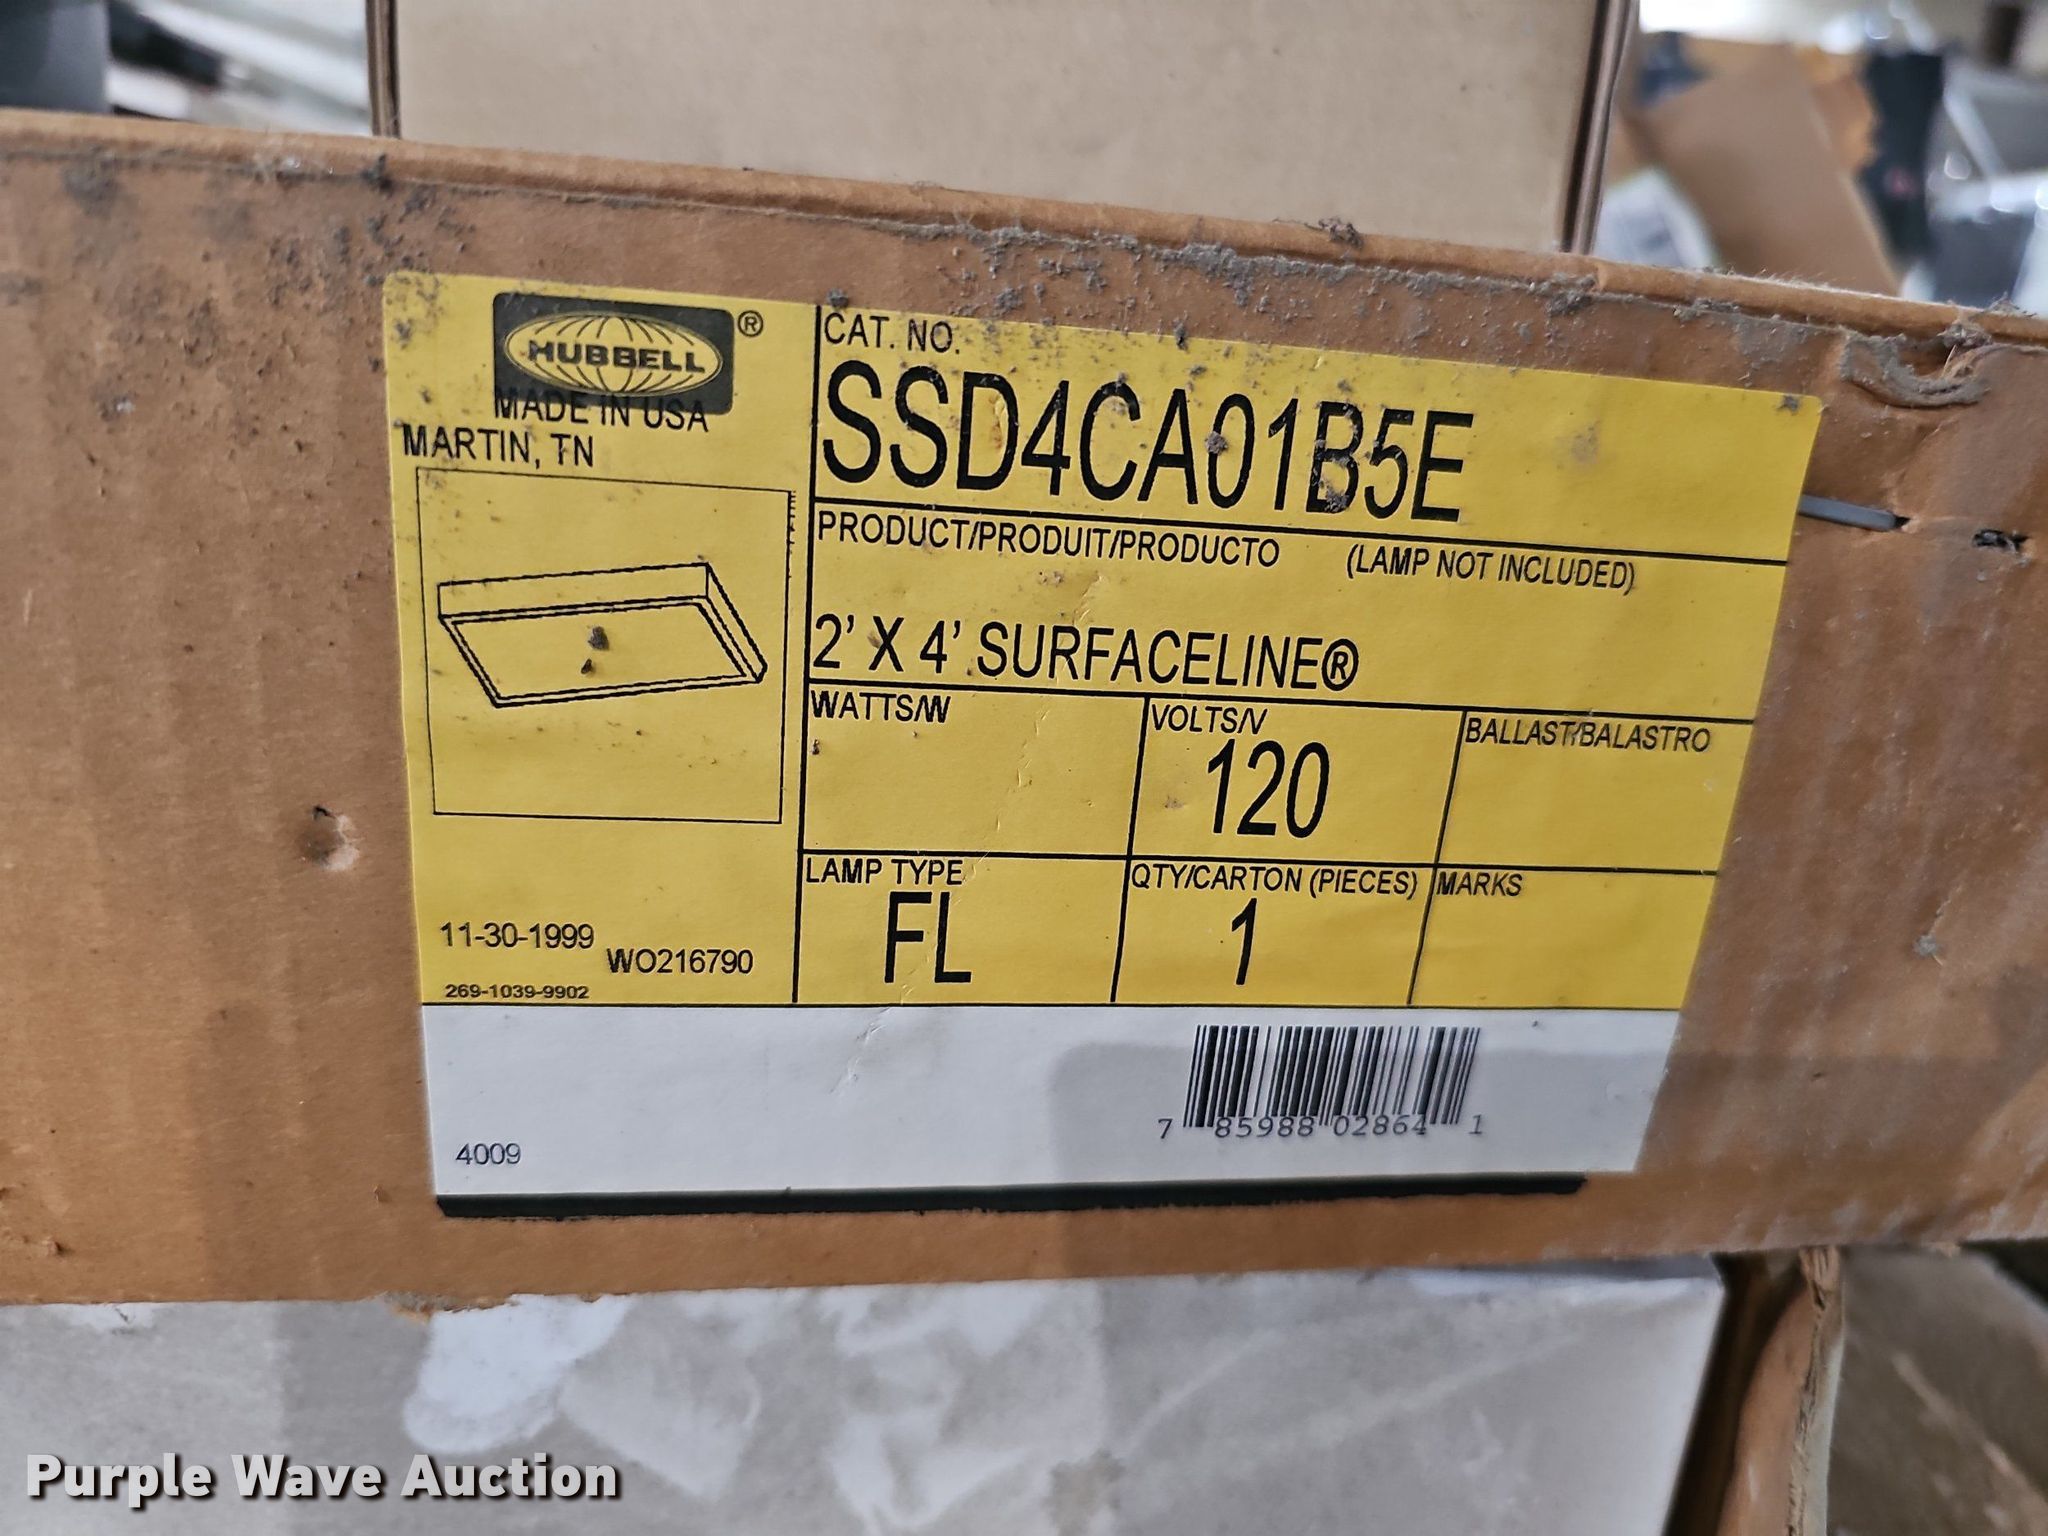 HUBBELL ®
MADE IN USA
MARTIN, TN
CAT. NO.
SSD4CA01B5E
PRODUCT/PRODUIT/PRODUCTO (LAMP NOT INCLUDED)
2' X 4' SURFACELINE®
WATTS/W
VOLTS/V
120
BALLAST/BALASTRO
LAMP TYPE
FL
QTY/CARTON (PIECES)
1
MARKS
11-30-1999
WO216790
269-1039-9902
4009
7 85988 02864 1
Purple Wave Auction